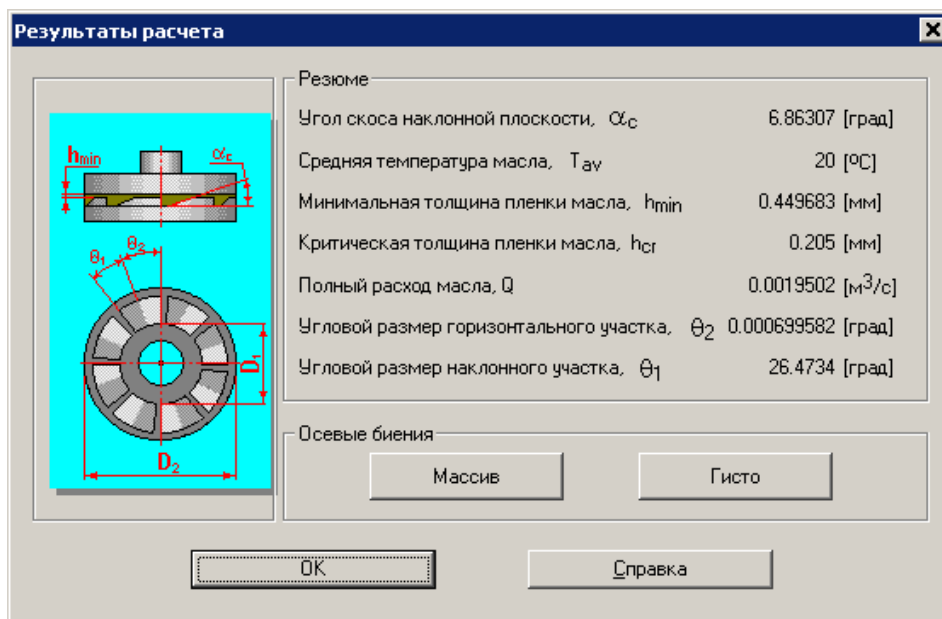 Результаты расчета
Резюме
Угол скоса наклонной плоскости, αc 6.86307 [град]
Средняя температура масла, Tav 20 [ºC]
Минимальная толщина пленки масла, hmin 0.449683 [мм]
Критическая толщина пленки масла, hcr 0.205 [мм]
Полный расход масла, Q 0.0019502 [м³/с]
Угловой размер горизонтального участка, θ2 0.000699582 [град]
Угловой размер наклонного участка, θ1 26.4734 [град]
hmin
αc
θ1
θ2
D1
D2
Осевые биения
Массив Гисто
OK Справка